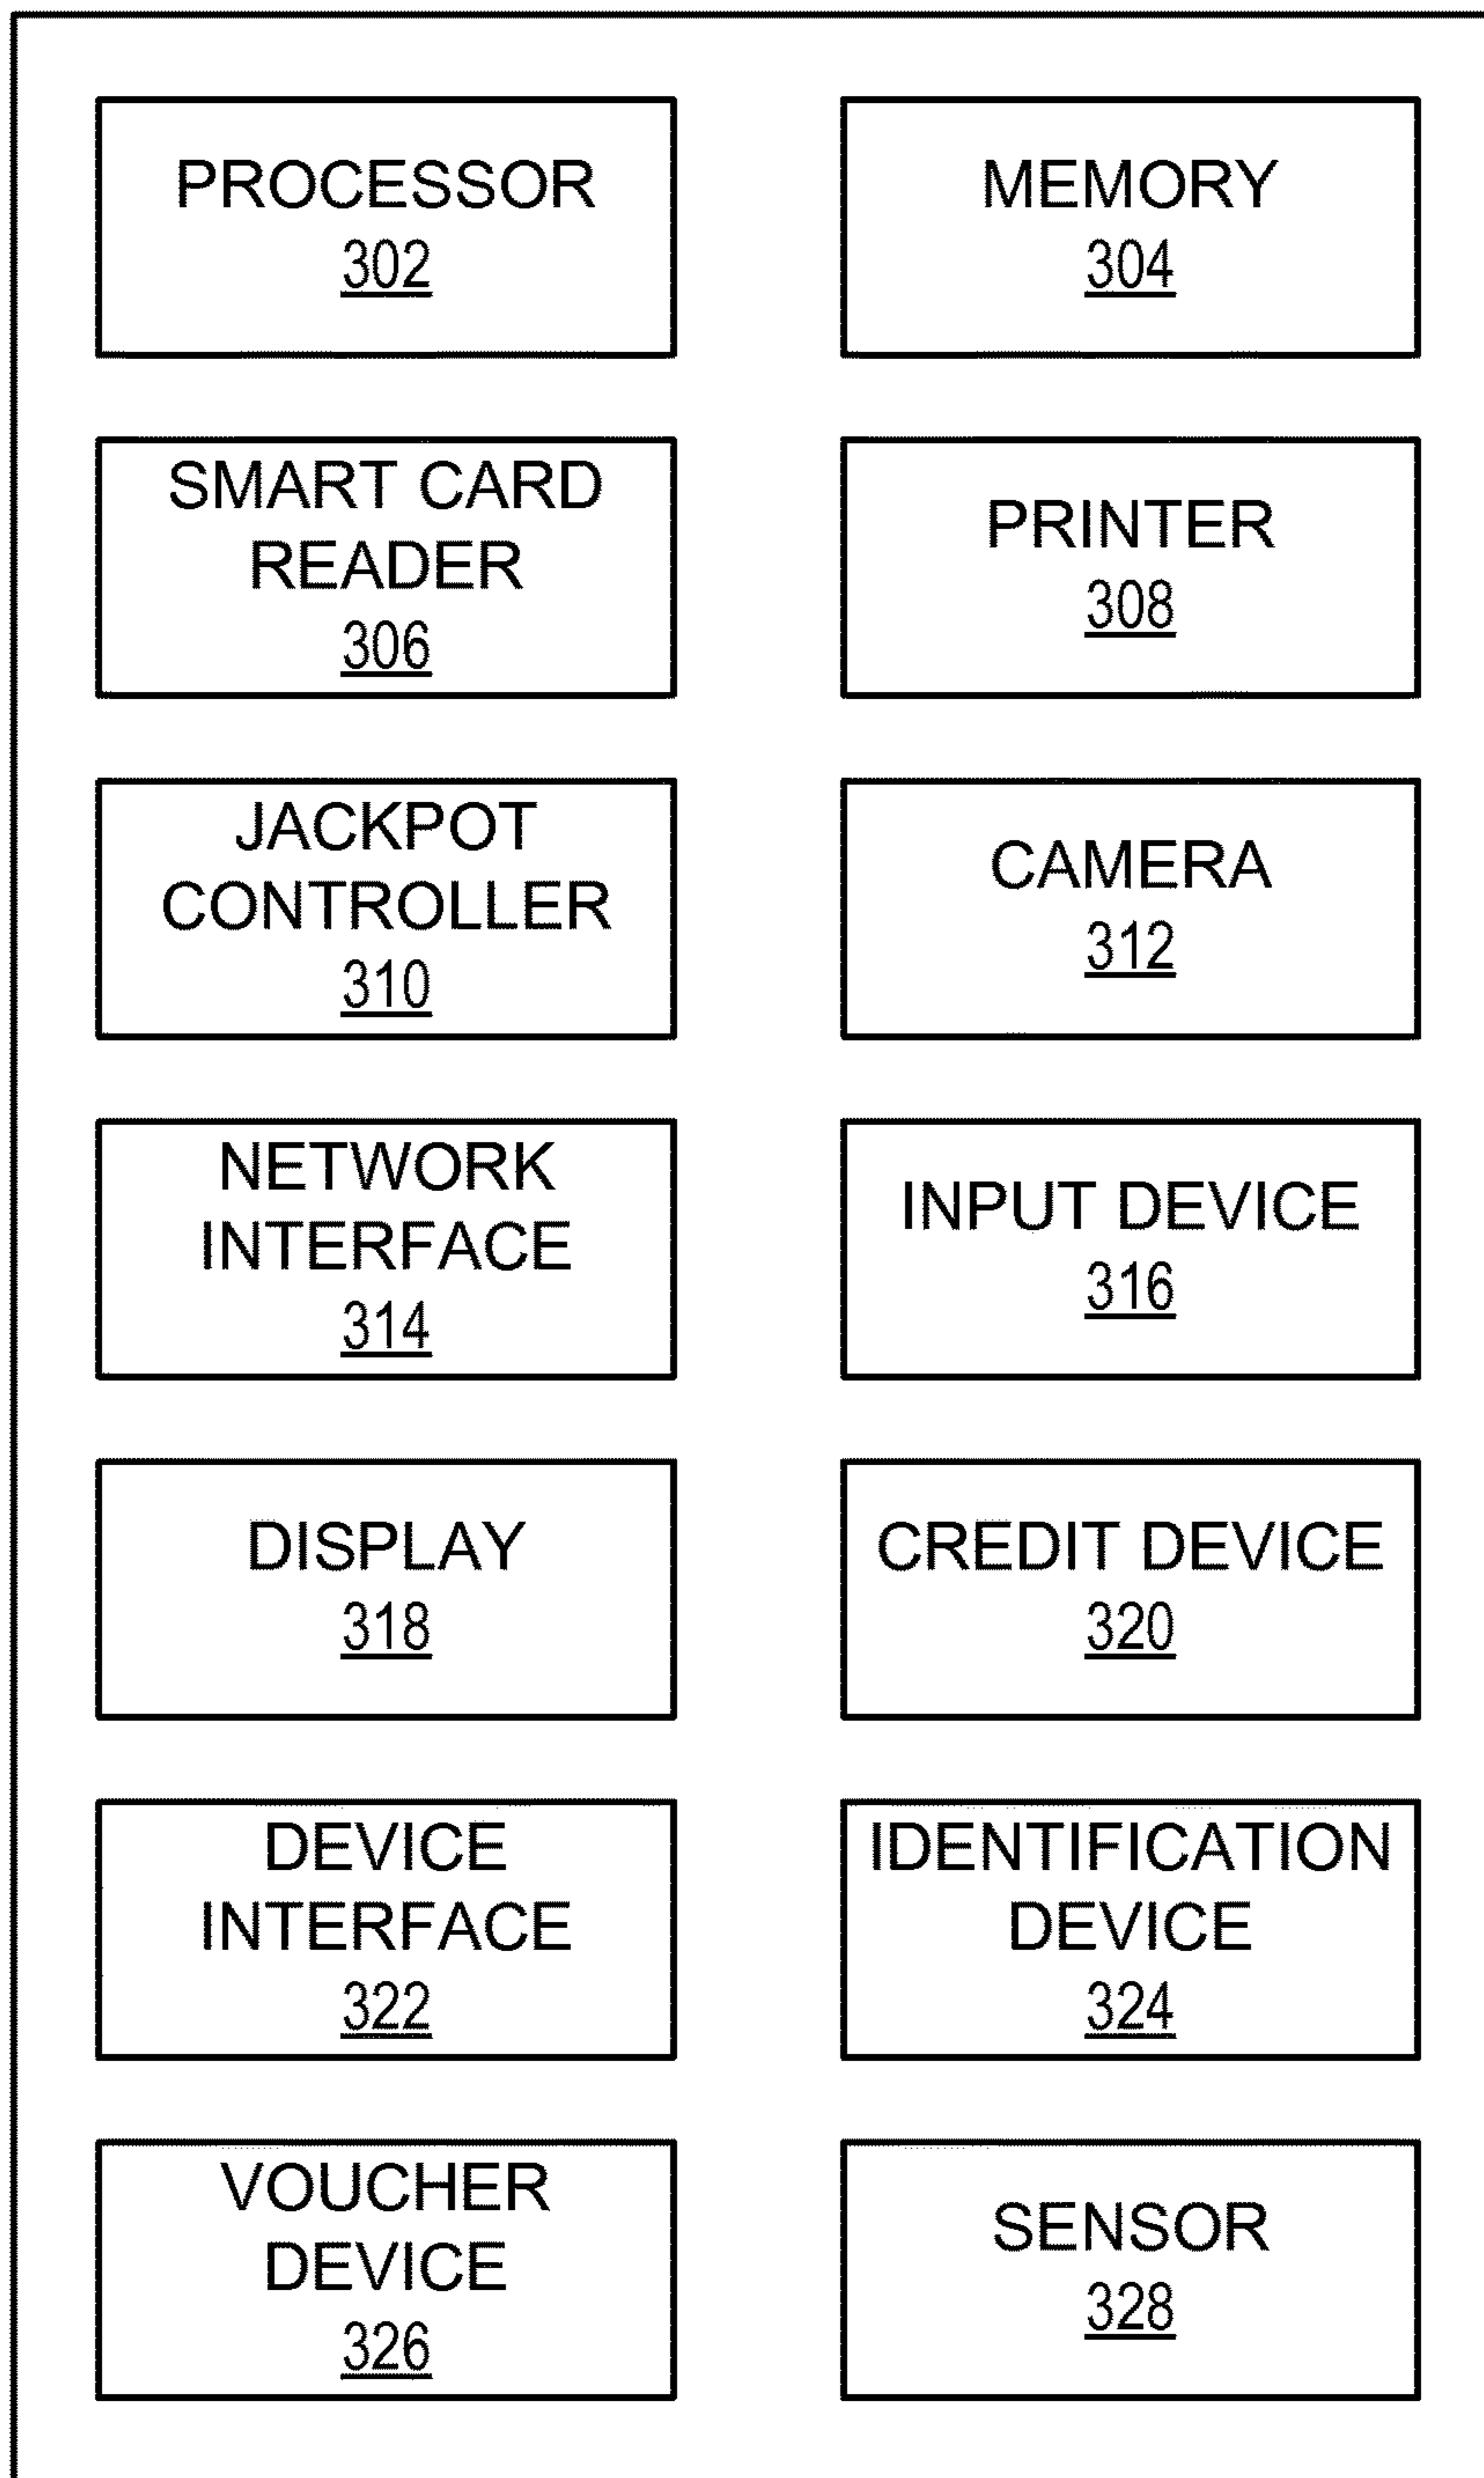 PROCESSOR
302
MEMORY
304
SMART CARD
READER
306
PRINTER
308
JACKPOT
CONTROLLER
310
CAMERA
312
NETWORK
INTERFACE
314
INPUT DEVICE
316
DISPLAY
318
CREDIT DEVICE
320
DEVICE
INTERFACE
322
IDENTIFICATION
DEVICE
324
VOUCHER
DEVICE
326
SENSOR
328